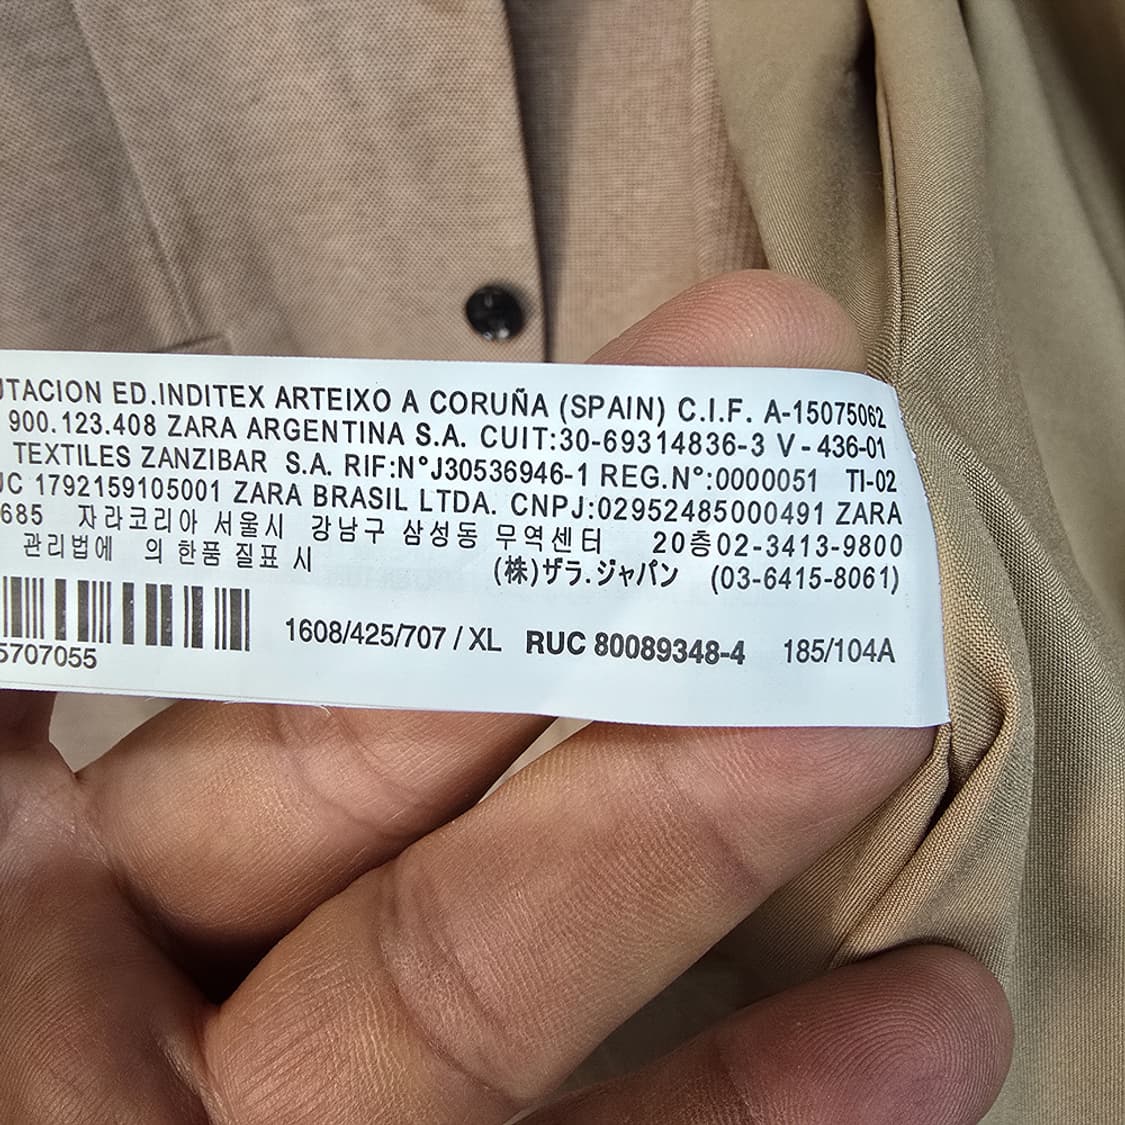 UTACION ED.INDITEX ARTEIXO A CORUÑA (SPAIN) C.I.F. A-15075062
900.123.408 ZARA ARGENTINA S.A. CUIT:30-69314836-3 V-436-01
TEXTILES ZANZIBAR S.A. RIF:N°J30536946-1 REG.N°:0000051 TI-02
UC 1792159105001 ZARA BRASIL LTDA. CNPJ:02952485000491 ZARA
685 자라코리아 서울시 강남구 삼성동 무역센터 20층02-3413-9800
관리법에 의한품질표시 (株)ザラ.ジャパン (03-6415-8061)
1608/425/707 / XL RUC 80089348-4 185/104A
5707055